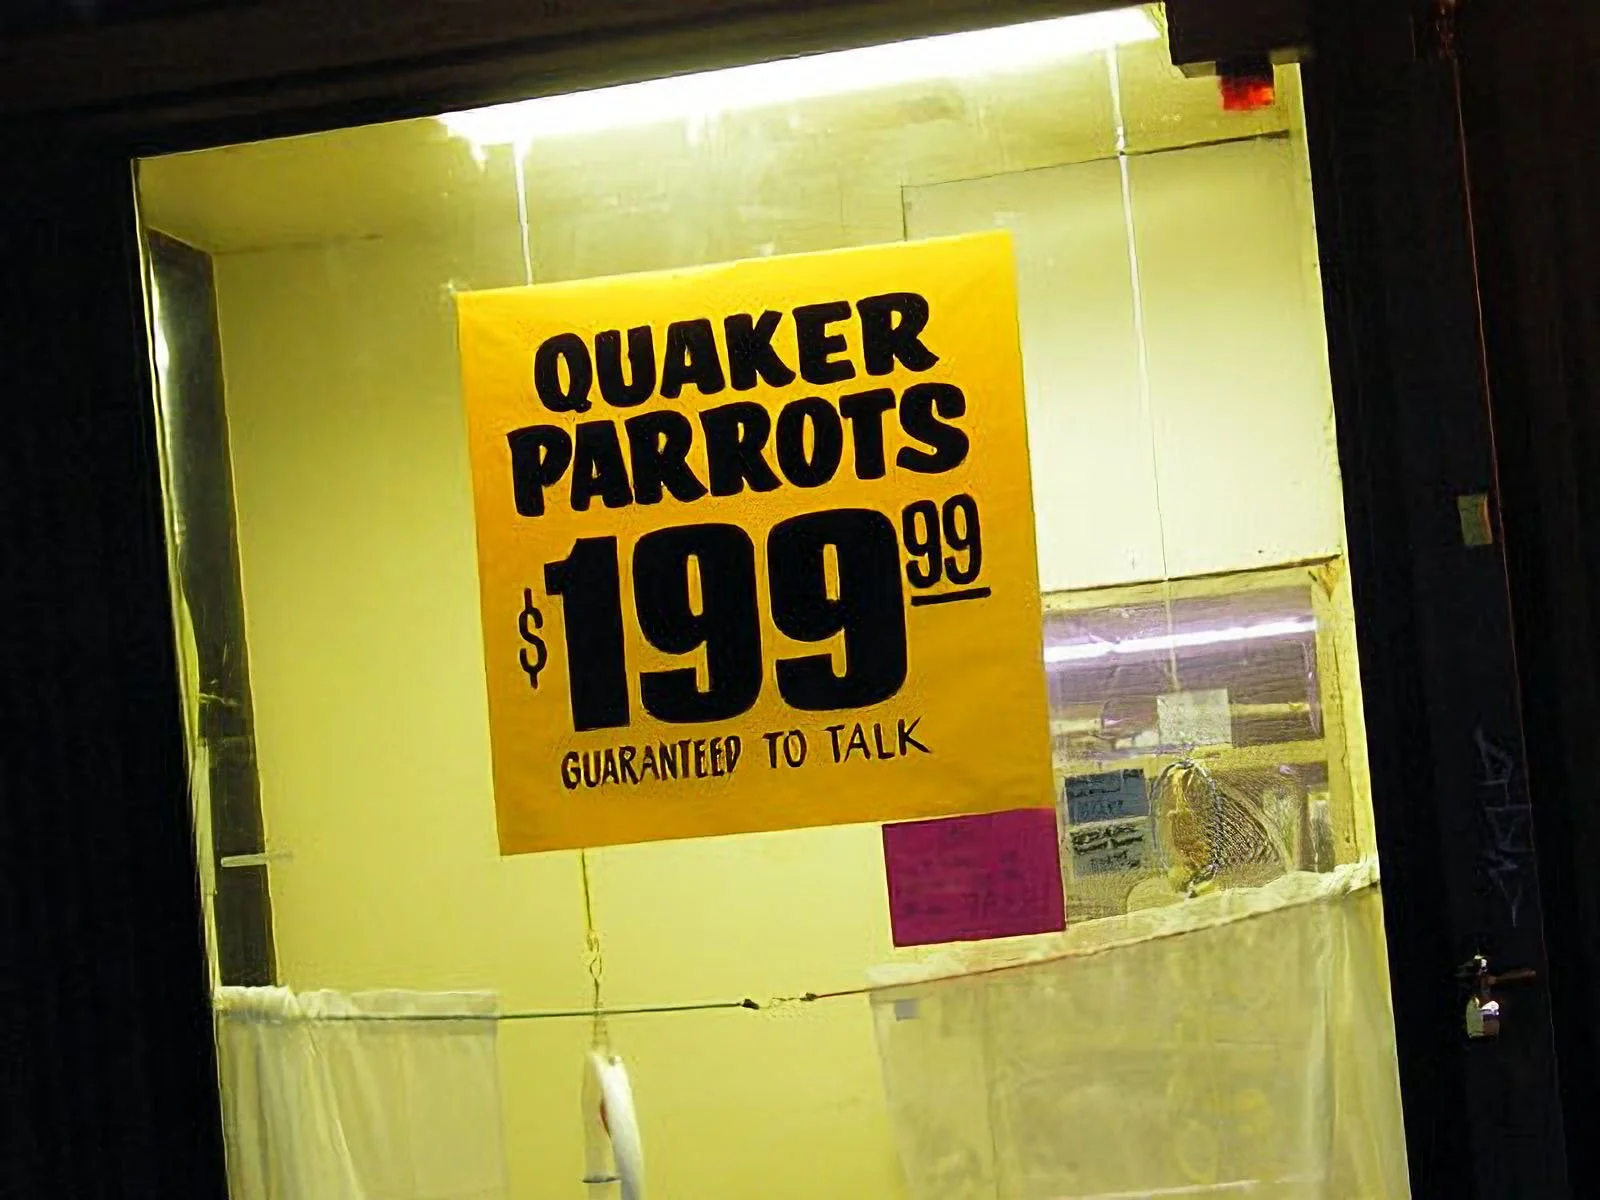 QUAKER
PARROTS
$199 99
GUARANTEED TO TALK